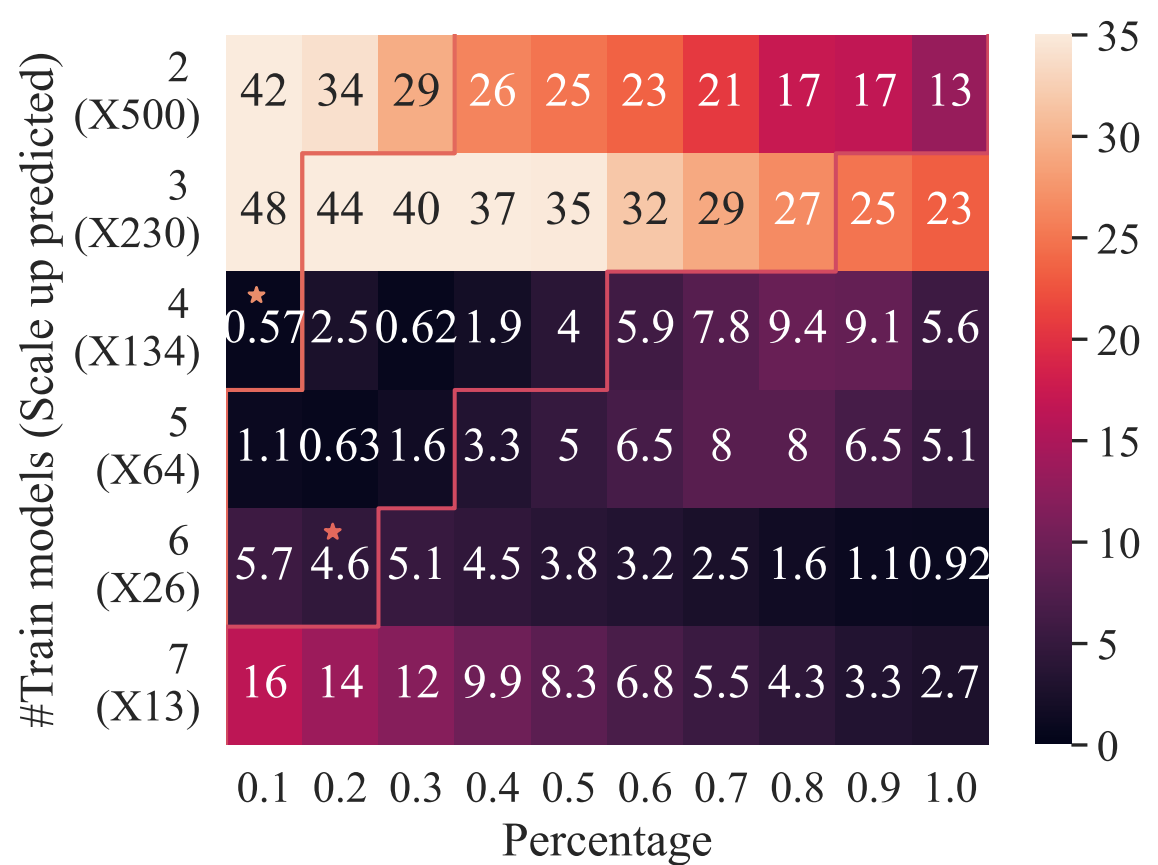 #Train models (Scale up predicted)
2
(X500)
42 34 29 26 25 23 21 17 17 13
3
(X230)
48 44 40 37 35 32 29 27 25 23
4
(X134)
0.57 2.5 0.62 1.9 4 5.9 7.8 9.4 9.1 5.6
5
(X64)
1.1 0.63 1.6 3.3 5 6.5 8 8 6.5 5.1
6
(X26)
5.7 4.6 5.1 4.5 3.8 3.2 2.5 1.6 1.1 0.92
7
(X13)
16 14 12 9.9 8.3 6.8 5.5 4.3 3.3 2.7
0.1 0.2 0.3 0.4 0.5 0.6 0.7 0.8 0.9 1.0
Percentage
35
30
25
20
15
10
5
0